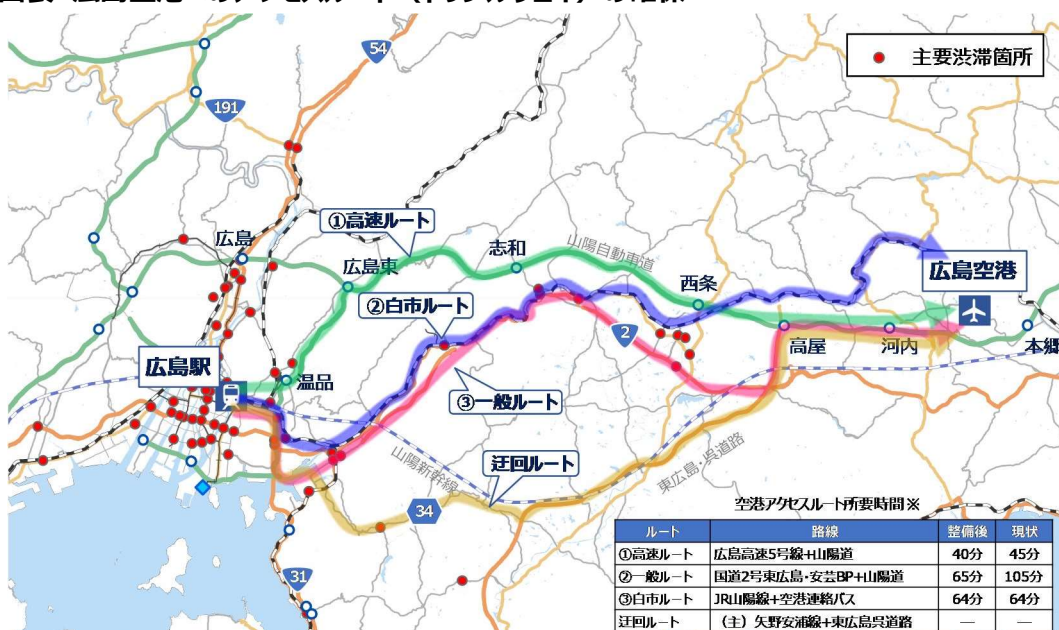 54
主要渋滞箇所
191
①高速ルート
広島
志和
山陽自動車道
広島東
広島空港
②白市ルート
西条
2
広島駅
高屋
河内
本郷
温品
③一般ルート
山陽新幹線
迂回ルート
東広島・呉道路
34
空港アクセスルート所要時間※
31
ルート 路線 整備後 現状
①高速ルート 広島高速5号線+山陽道 40分 45分
②一般ルート 国道2号東広島・安芸BP+山陽道 65分 105分
③白市ルート JR山陽線+空港連絡バス 64分 64分
迂回ルート (主)矢野安浦線+東広島呉道路 — —